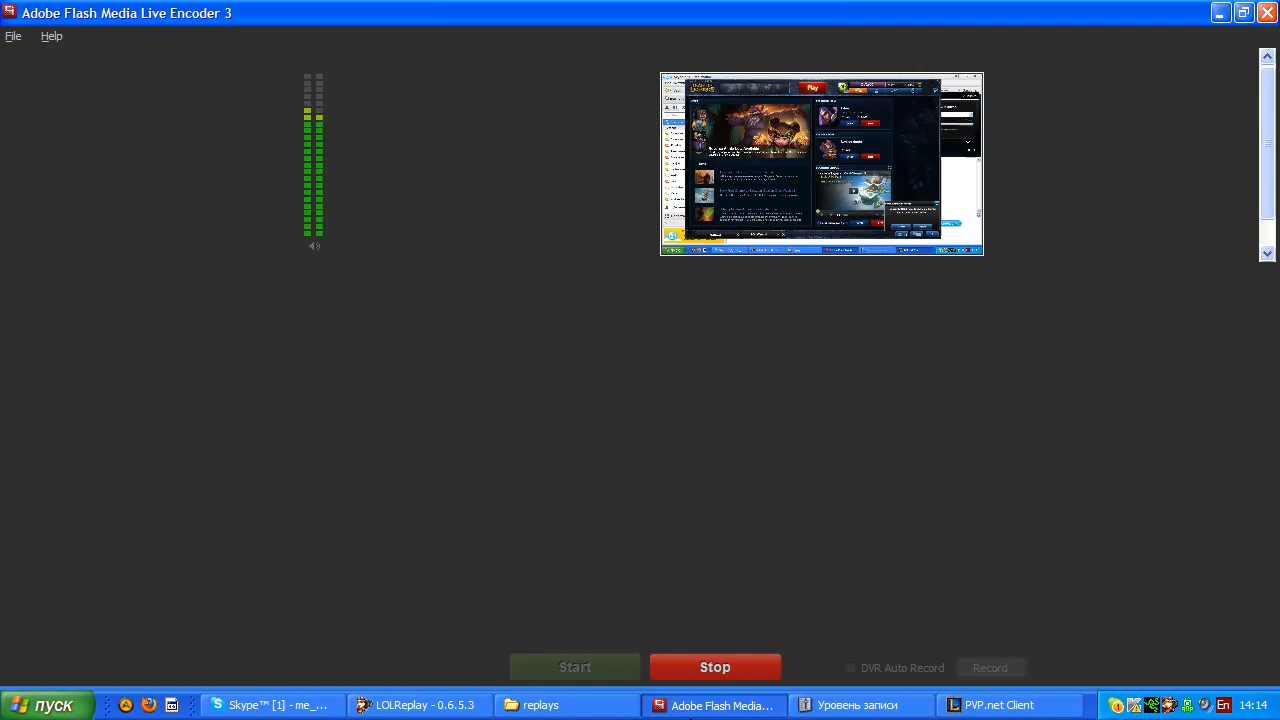 Adobe Flash Media Live Encoder 3
File Help
Play
Start
Stop
DVR Auto Record
Record
пуск
Skype™ [1] - me_...
LOLReplay - 0.6.5.3
replays
Adobe Flash Media...
Уровень записи
PVP.net Client
En
14:14